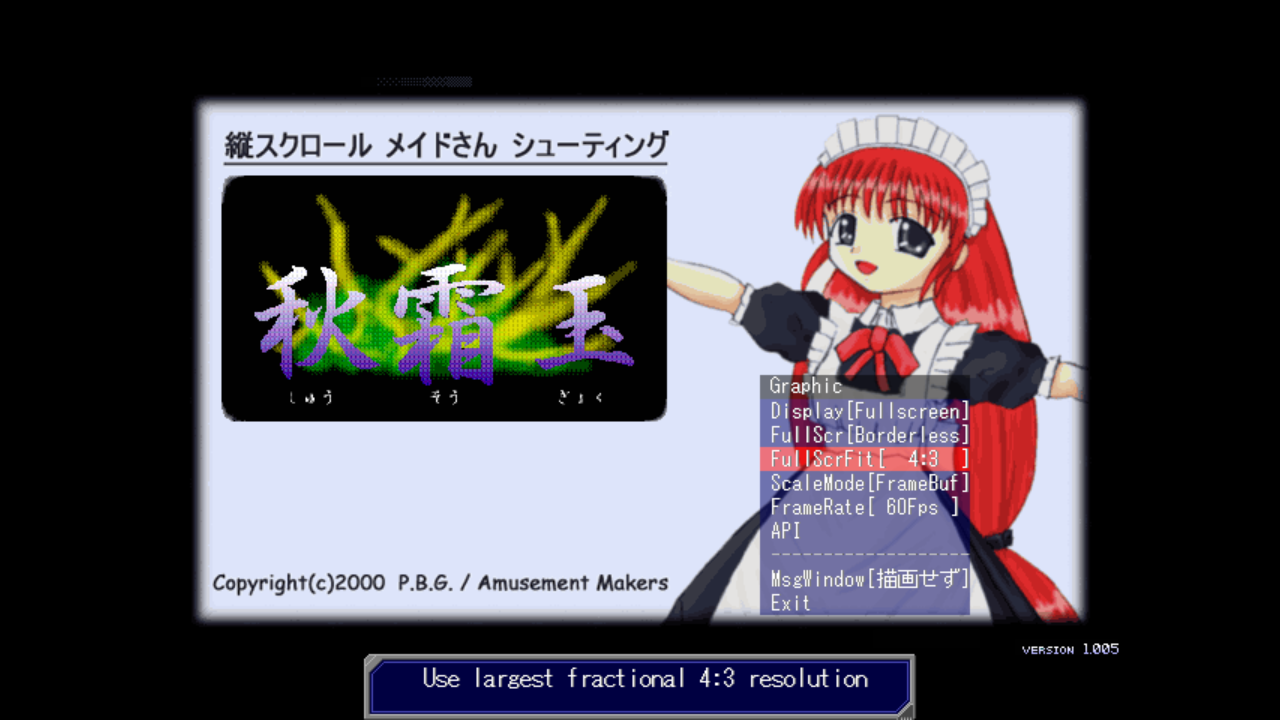 縦スクロール メイドさん シューティング
秋霜玉
しゅう そう ぎょく
Graphic
Display[Fullscreen]
FullScr[Borderless]
FullScrFit[ 4:3 ]
ScaleMode[FrameBuf]
FrameRate[ 60Fps ]
API
-------------------
MsgWindow[描画せず]
Exit
Copyright(c)2000 P.B.G. / Amusement Makers
VERSION 1.005
Use largest fractional 4:3 resolution